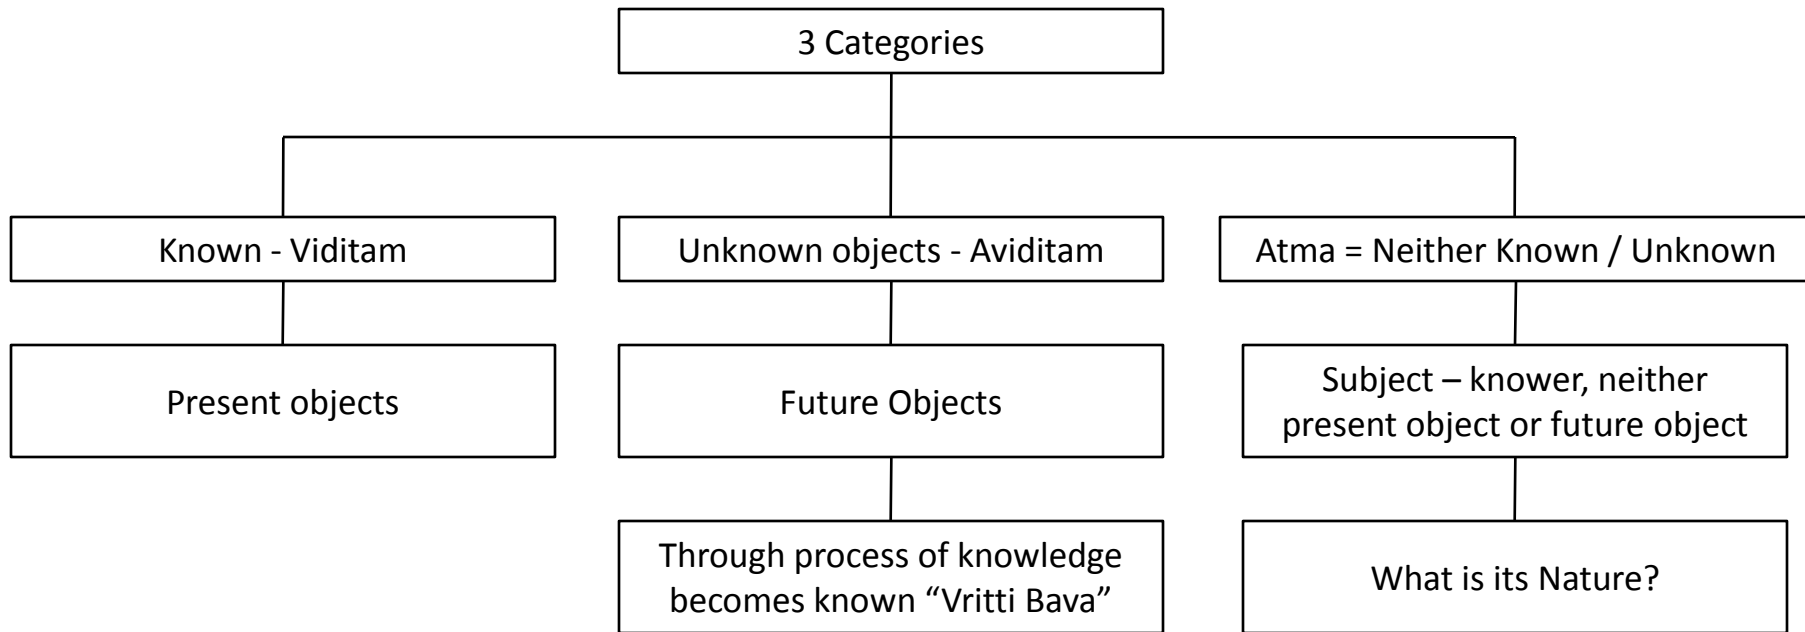 3 Categories
Known - Viditam
Unknown objects - Aviditam
Atma = Neither Known / Unknown
Present objects
Future Objects
Subject – knower, neither
present object or future object
Through process of knowledge
becomes known “Vritti Bava”
What is its Nature?